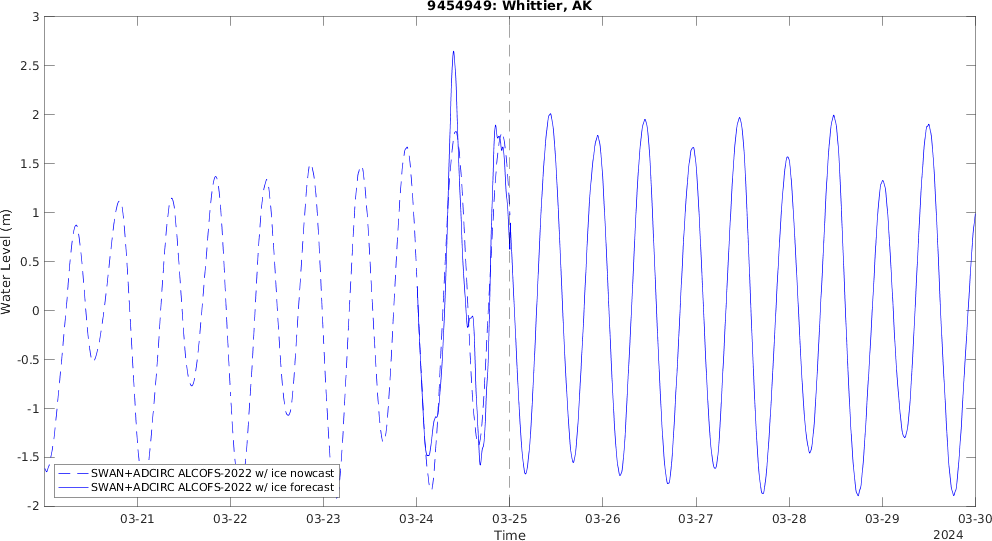 9454949: Whittier, AK
3
2.5
2
1.5
1
0.5
0
-0.5
-1
-1.5
-2
Water Level (m)
SWAN+ADCIRC ALCOFS-2022 w/ ice nowcast
SWAN+ADCIRC ALCOFS-2022 w/ ice forecast
03-21 03-22 03-23 03-24 03-25 03-26 03-27 03-28 03-29 03-30
Time
2024